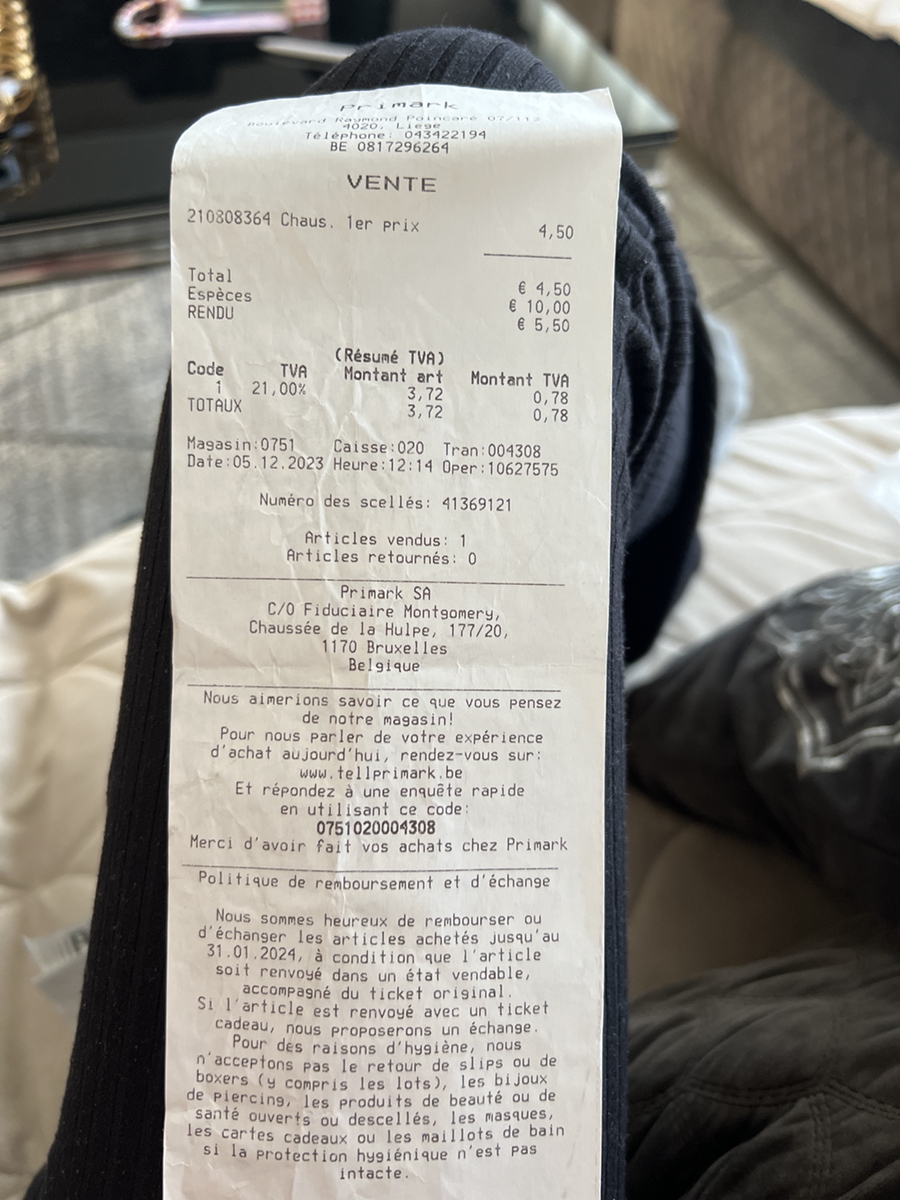 Primark
Boulevard Raymond Poincaré 07/112
4020, Liege
Téléphone: 043422194
BE 0817296264
VENTE
210808364 Chaus. 1er prix 4,50
Total € 4,50
Espèces € 10,00
RENDU € 5,50
(Résumé TVA)
Code TVA Montant art Montant TVA
1 21,00% 3,72 0,78
TOTAUX 3,72 0,78
Magasin:0751 Caisse:020 Tran:004308
Date:05.12.2023 Heure:12:14 Oper:10627575
Numéro des scellés: 41369121
Articles vendus: 1
Articles retournés: 0
Primark SA
C/O Fiduciaire Montgomery,
Chaussée de la Hulpe, 177/20,
1170 Bruxelles
Belgique
Nous aimerions savoir ce que vous pensez
de notre magasin!
Pour nous parler de votre expérience
d'achat aujourd'hui, rendez-vous sur:
www.tellprimark.be
Et répondez à une enquête rapide
en utilisant ce code:
0751020004308
Merci d'avoir fait vos achats chez Primark
Politique de remboursement et d'échange
Nous sommes heureux de rembourser ou
d'échanger les articles achetés jusqu'au
31.01.2024, à condition que l'article
soit renvoyé dans un état vendable,
accompagné du ticket original.
Si l'article est renvoyé avec un ticket
cadeau, nous proposerons un échange.
Pour des raisons d'hygiène, nous
n'acceptons pas le retour de slips ou de
boxers (y compris les lots), les bijoux
de piercing, les produits de beauté ou de
santé ouverts ou descellés, les masques,
les cartes cadeaux ou les maillots de bain
si la protection hygiénique n'est pas
intacte.